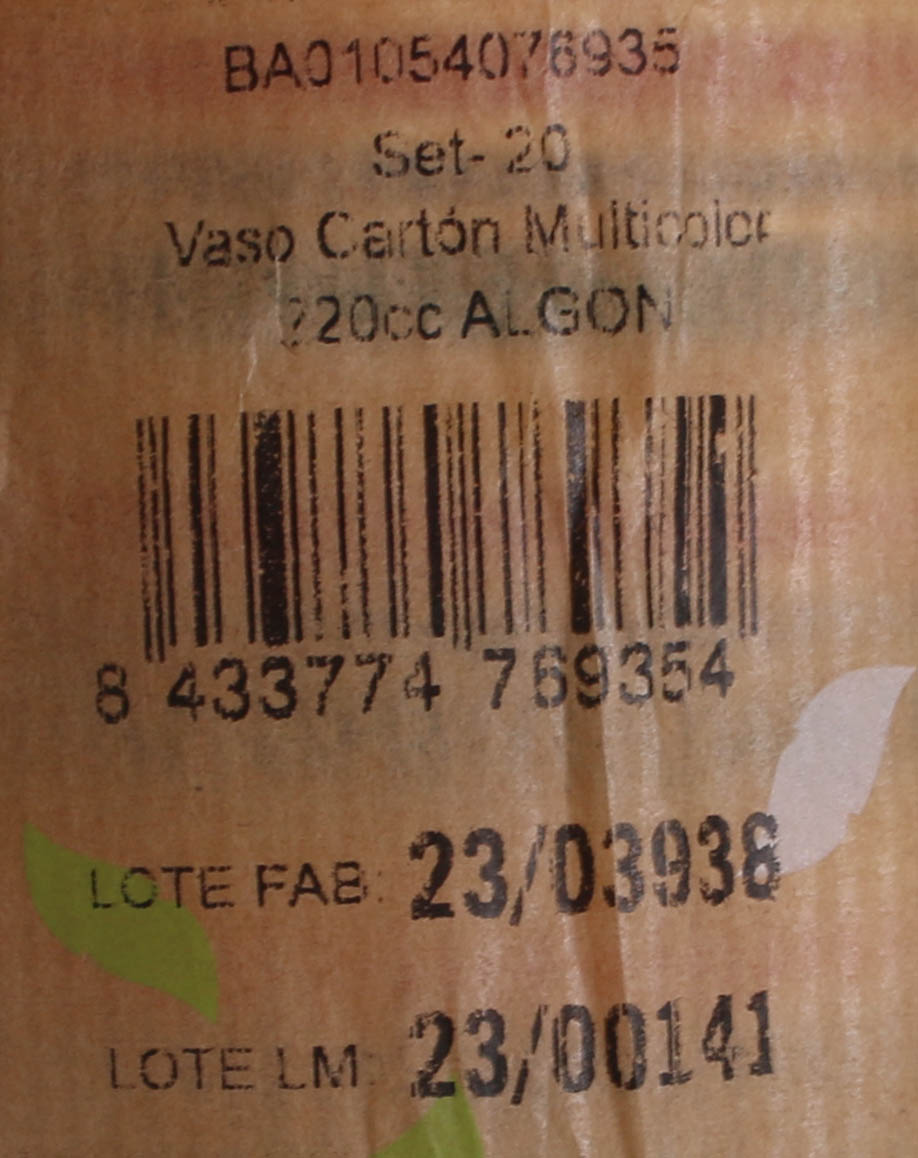 BA01054076935
Set- 20
Vaso Cartón Multicolor
220cc ALGON
8 433774 769354
LOTE FAB: 23/03938
LOTE LM: 23/00141